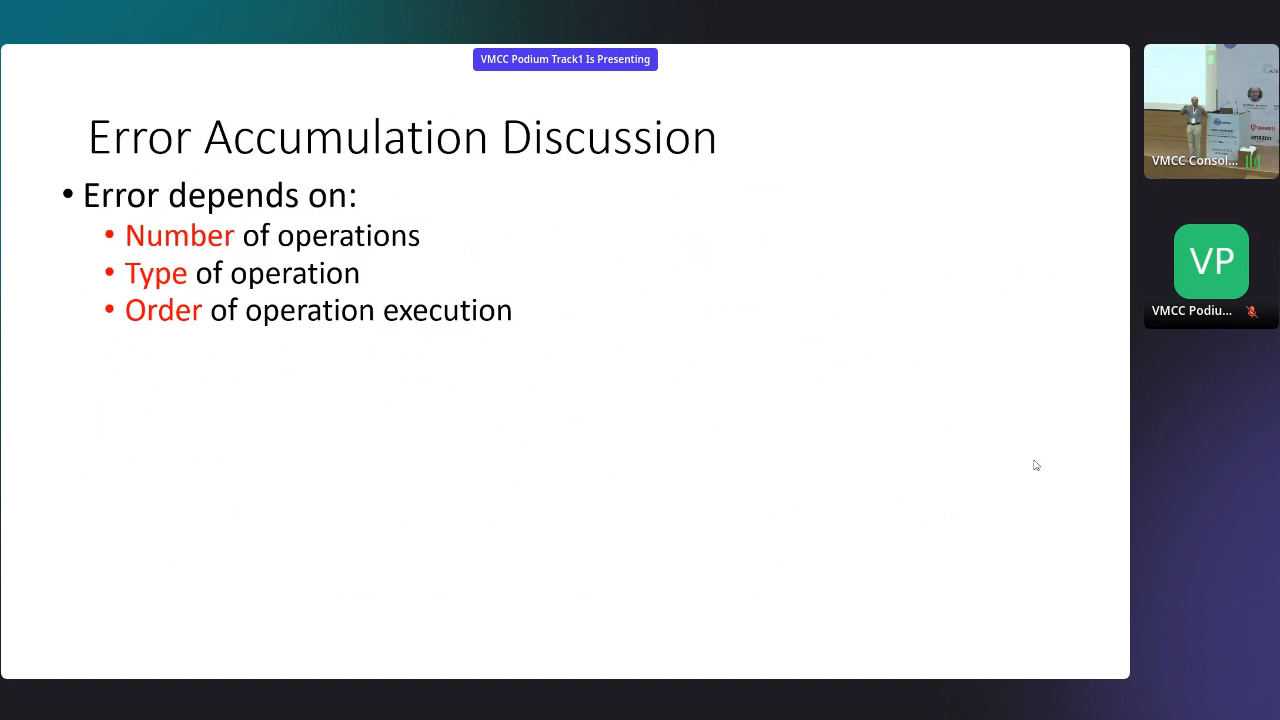 VMCC Podium Track1 Is Presenting
Error Accumulation Discussion
• Error depends on:
• Number of operations
• Type of operation
• Order of operation execution
amazon
VMCC Consol...
VP
VMCC Podiu...